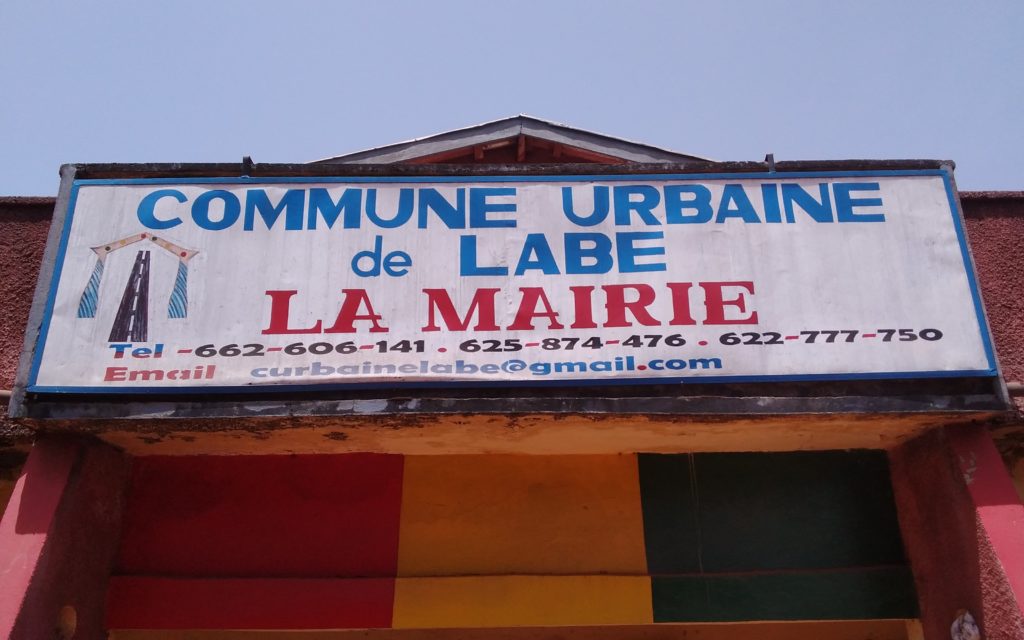 COMMUNE URBAINE
de LABE
LA MAIRIE
Tel -662-606-141 . 625-874-476 . 622-777-750
Email curbainelabe@gmail.com